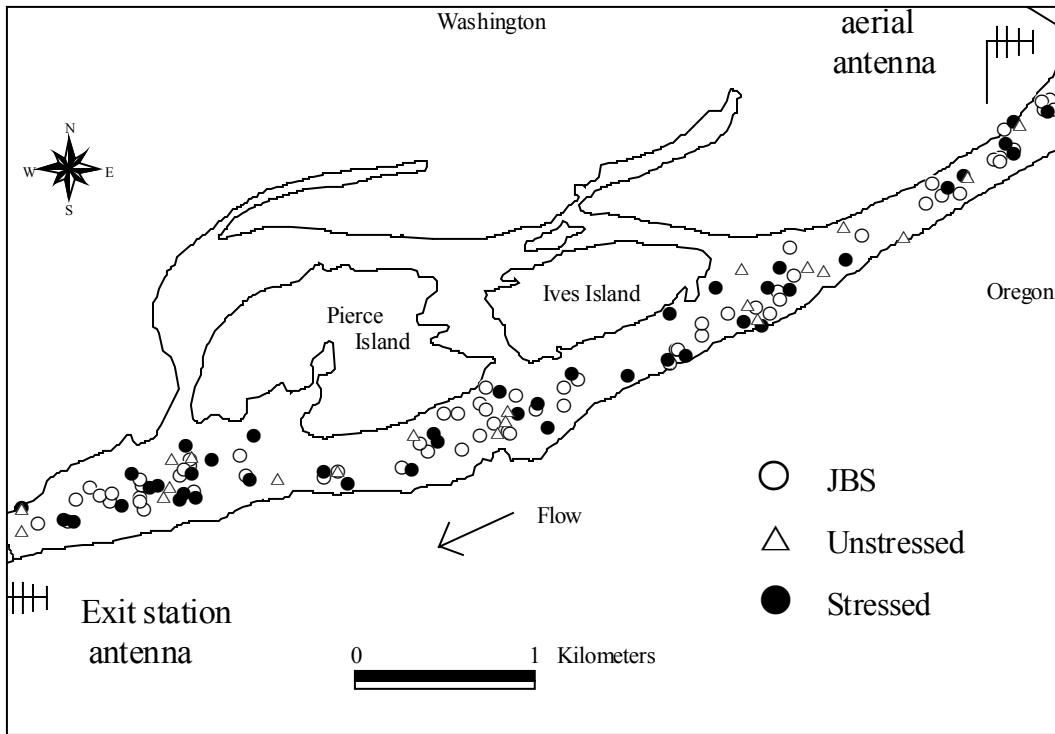 Washington
aerial
antenna
N
W E
S
Ives Island
Oregon
Pierce
Island
JBS
Flow
Unstressed
Stressed
Exit station
antenna
0 1 Kilometers